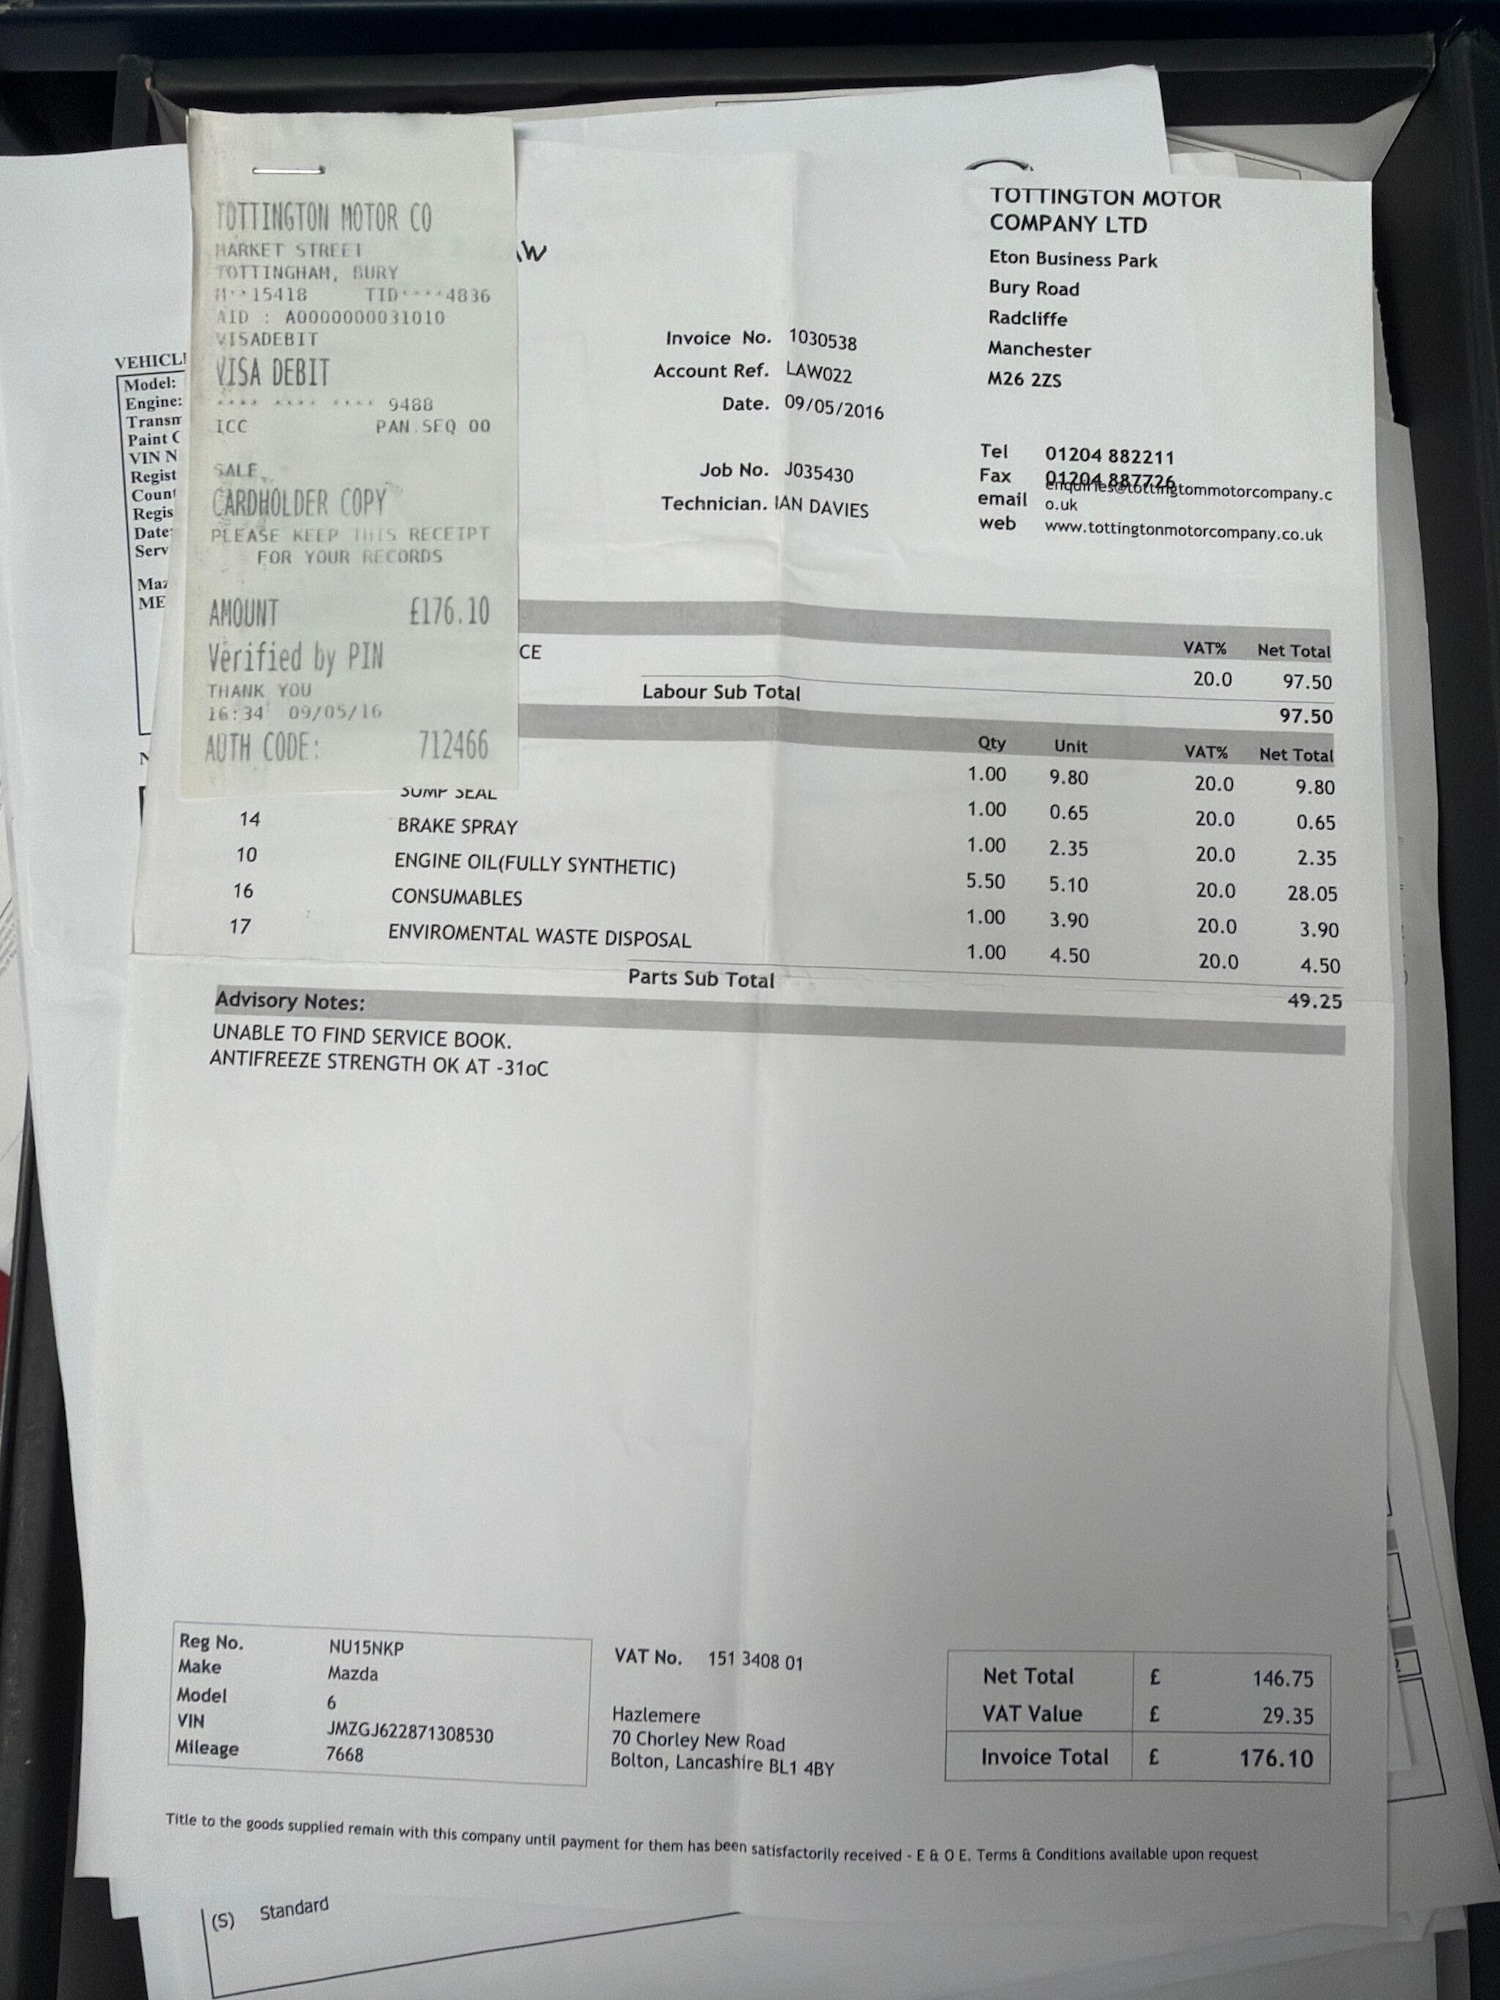 TOTTINGTON MOTOR CO
MARKET STREET
TOTTINGHAM, BURY
M**15418 TID****4836
AID : A0000000031010
VISADEBIT
VISA DEBIT
**** **** **** 9488
ICC PAN.SEQ 00
SALE
CARDHOLDER COPY
PLEASE KEEP THIS RECEIPT
FOR YOUR RECORDS
AMOUNT £176.10
Verified by PIN
THANK YOU
16:34 09/05/16
AUTH CODE: 712466
TOTTINGTON MOTOR
COMPANY LTD
Eton Business Park
Bury Road
Radcliffe
Manchester
M26 2ZS
Tel 01204 882211
Fax 01204 887726
email enquiries@tottingtommotorcompany.c
o.uk
web www.tottingtonmotorcompany.co.uk
Invoice No. 1030538
Account Ref. LAW022
Date. 09/05/2016
Job No. J035430
Technician. IAN DAVIES
Model:
Engine:
VIN N
Date:
VAT% Net Total
CE 20.0 97.50
Labour Sub Total 97.50
Qty Unit VAT% Net Total
1.00 9.80 20.0 9.80
SUMP SEAL 1.00 0.65 20.0 0.65
14 BRAKE SPRAY 1.00 2.35 20.0 2.35
10 ENGINE OIL(FULLY SYNTHETIC) 5.50 5.10 20.0 28.05
16 CONSUMABLES 1.00 3.90 20.0 3.90
17 ENVIROMENTAL WASTE DISPOSAL 1.00 4.50 20.0 4.50
Parts Sub Total 49.25
Advisory Notes:
UNABLE TO FIND SERVICE BOOK.
ANTIFREEZE STRENGTH OK AT -31oC
Reg No. NU15NKP
Make Mazda
Model 6
VIN JMZGJ622871308530
Mileage 7668
VAT No. 151 3408 01
Hazlemere
70 Chorley New Road
Bolton, Lancashire BL1 4BY
Net Total £ 146.75
VAT Value £ 29.35
Invoice Total £ 176.10
Title to the goods supplied remain with this company until payment for them has been satisfactorily received - E & O E. Terms & Conditions available upon request
(S) Standard